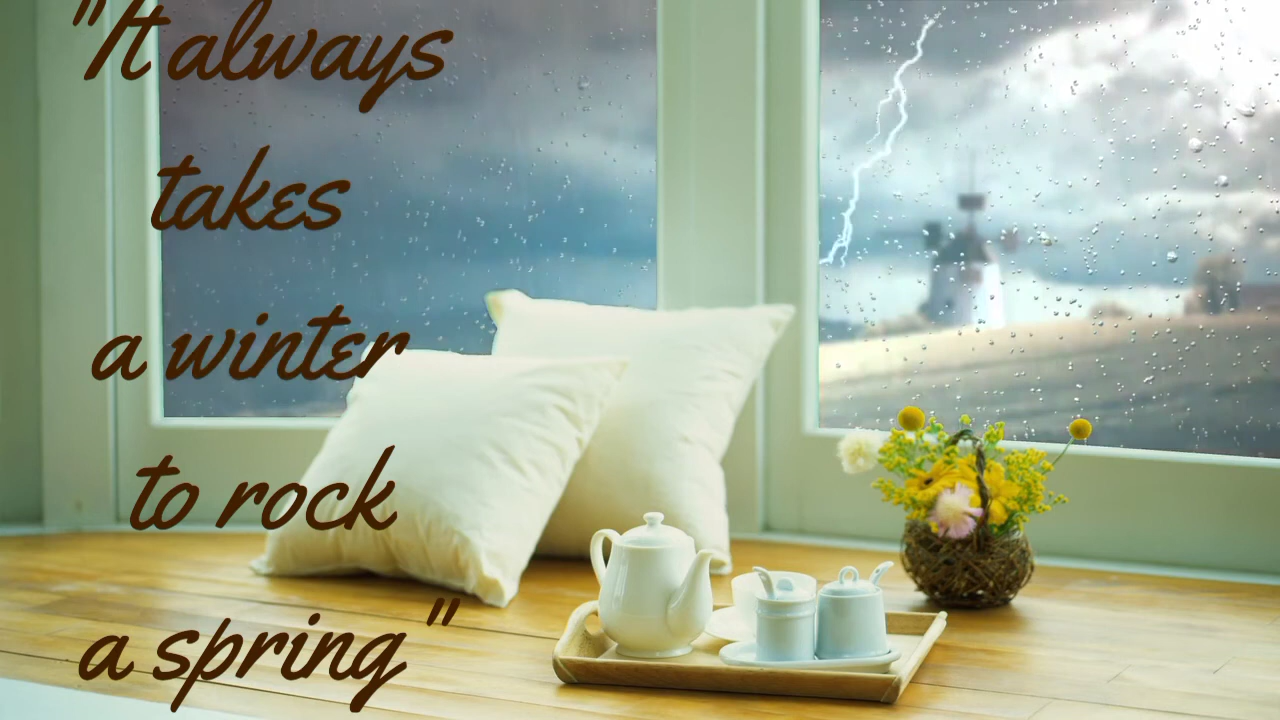 "It always
takes
a winter
to rock
a spring"